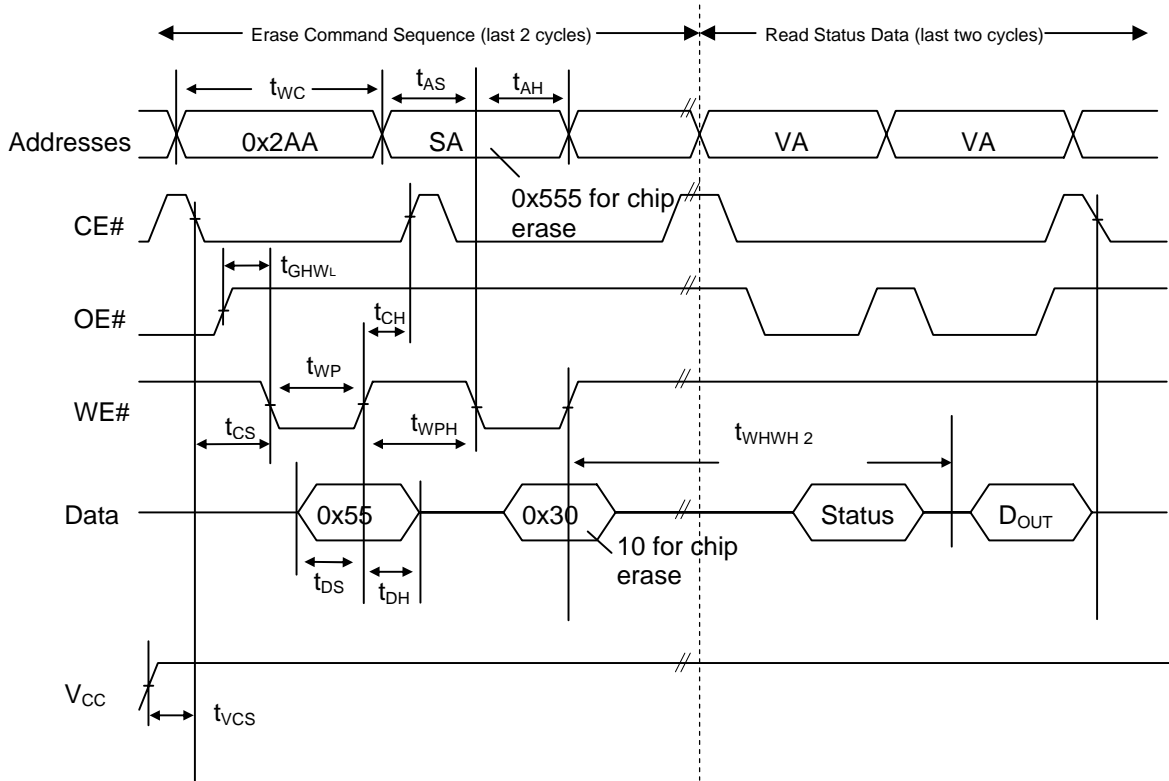 Erase Command Sequence (last 2 cycles)
Read Status Data (last two cycles)
tWC
tAS
tAH
Addresses
0x2AA
SA
VA
VA
0x555 for chip
erase
CE#
tGHWL
OE#
tCH
tWP
WE#
tCS
tWPH
tWHWH 2
Data
0x55
0x30
Status
DOUT
10 for chip
erase
tDS
tDH
VCC
tVCS